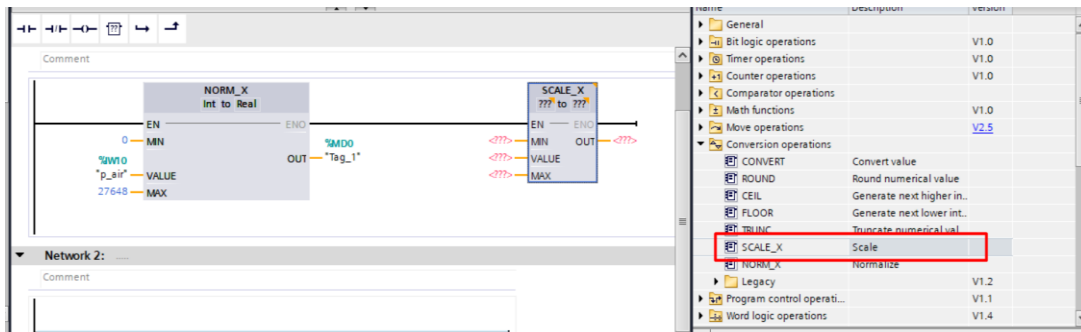 Name Description Version
General
Bit logic operations V1.0
Timer operations V1.0
Counter operations V1.0
Comparator operations
Math functions V1.0
Move operations V2.5
Conversion operations
CONVERT Convert value
ROUND Round numerical value
CEIL Generate next higher in...
FLOOR Generate next lower int...
TRUNC Truncate numerical val...
SCALE_X Scale
NORM_X Normalize
Legacy V1.2
Program control operati... V1.1
Word logic operations V1.4
??
Comment
NORM_X
Int to Real
EN ENO
0 MIN
%MD0
OUT "Tag_1"
%IW10
"p_air" VALUE
27648 MAX
SCALE_X
??? to ???
EN ENO
<???> MIN OUT <???>
<???> VALUE
<???> MAX
Network 2: .....
Comment